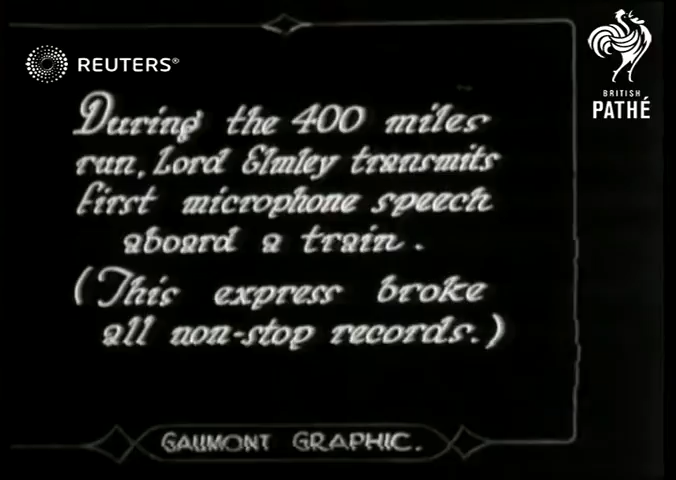 REUTERS®
BRITISH
PATHÉ
During the 400 miles
run, Lord Elmley transmits
first microphone speech
aboard a train.
(This express broke
all non-stop records.)
GAUMONT GRAPHIC.